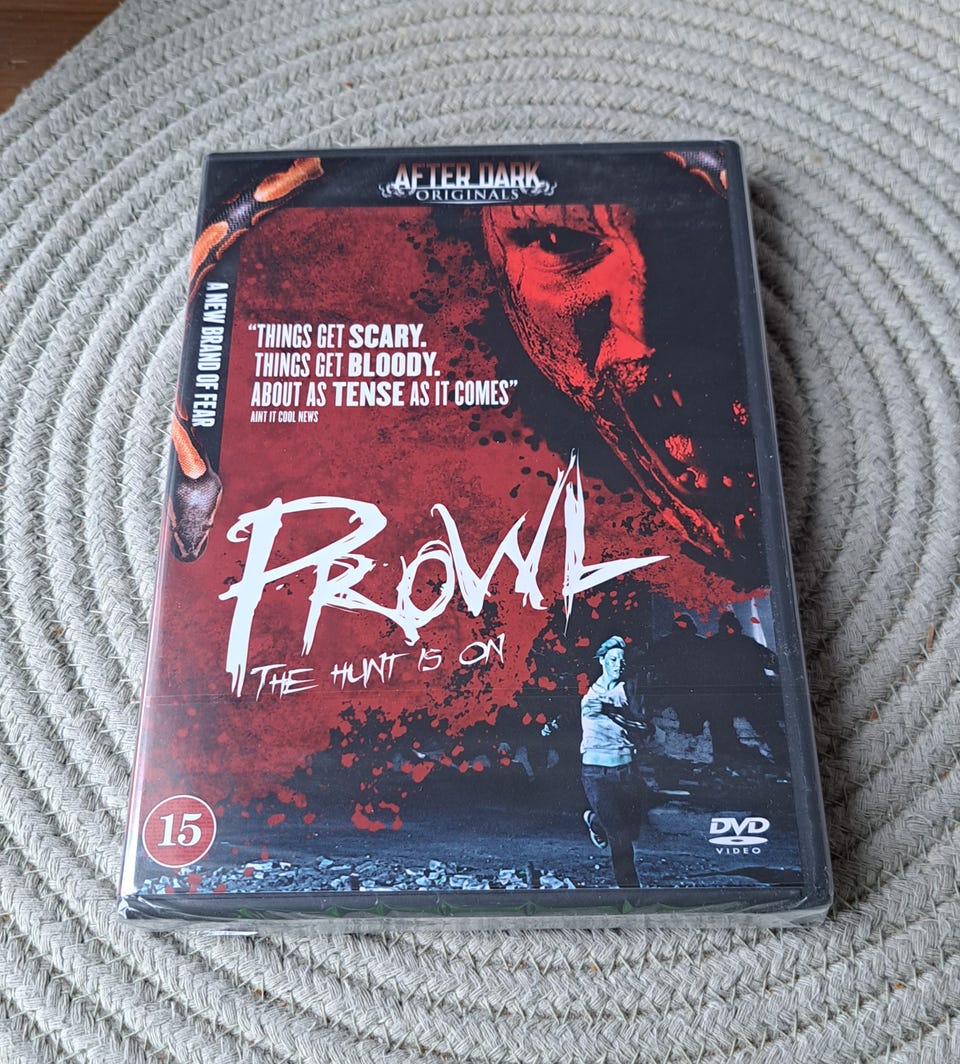 AFTER DARK
ORIGINALS
A NEW BRAND OF FEAR
“THINGS GET SCARY.
THINGS GET BLOODY.
ABOUT AS TENSE AS IT COMES”
AINT IT COOL NEWS
PROWL
THE HUNT IS ON
15
DVD
VIDEO